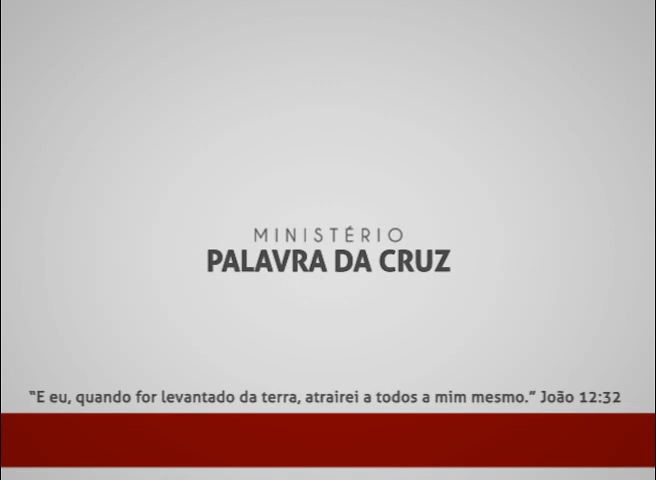 MINISTÉRIO
PALAVRA DA CRUZ
“E eu, quando for levantado da terra, atrairei a todos a mim mesmo.” João 12:32